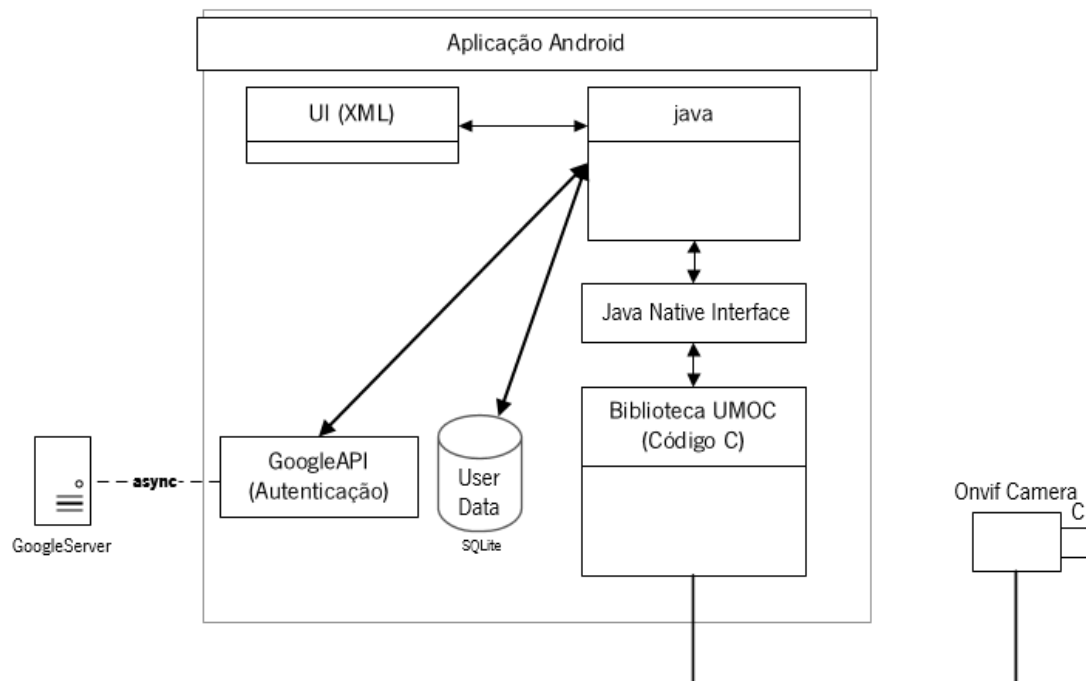 Aplicação Android
UI (XML)
java
Java Native Interface
Biblioteca UMOC
(Código C)
GoogleAPI
(Autenticação)
User
Data
SQLite
async
GoogleServer
Onvif Camera
C